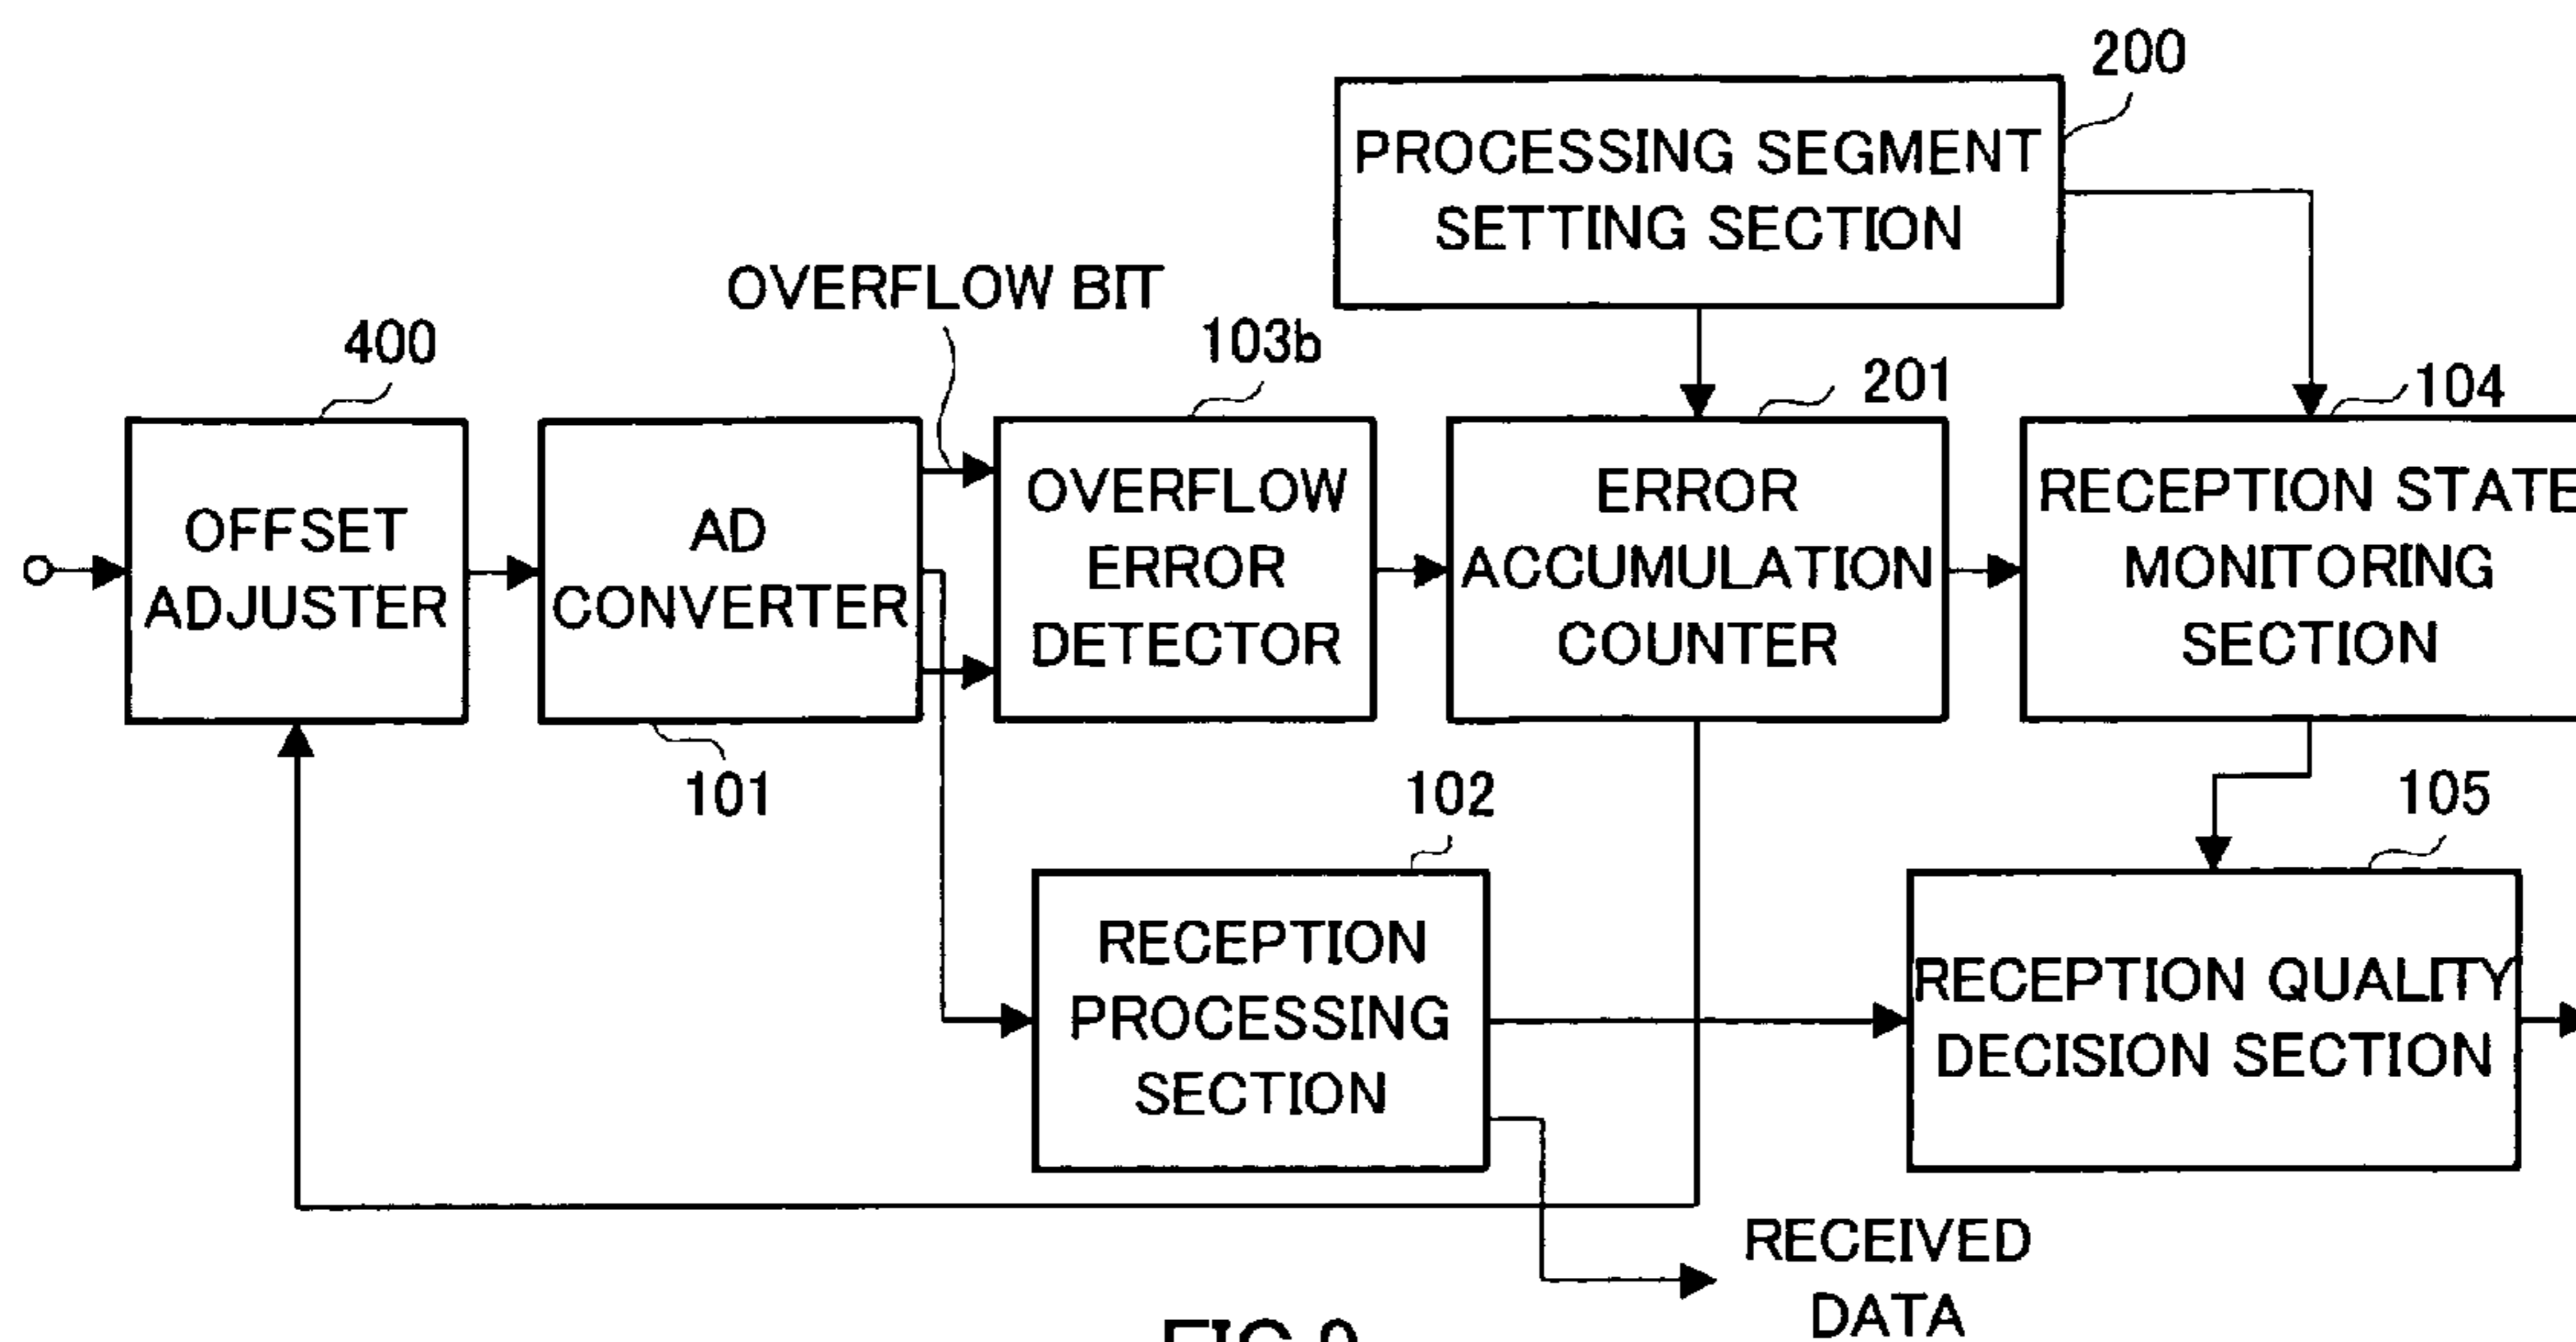 200
PROCESSING SEGMENT
SETTING SECTION
OVERFLOW BIT
400
103b
201
104
OFFSET
ADJUSTER
AD
CONVERTER
OVERFLOW
ERROR
DETECTOR
ERROR
ACCUMULATION
COUNTER
RECEPTION STATE
MONITORING
SECTION
101
102
105
RECEPTION
PROCESSING
SECTION
RECEPTION QUALITY
DECISION SECTION
RECEIVED
DATA